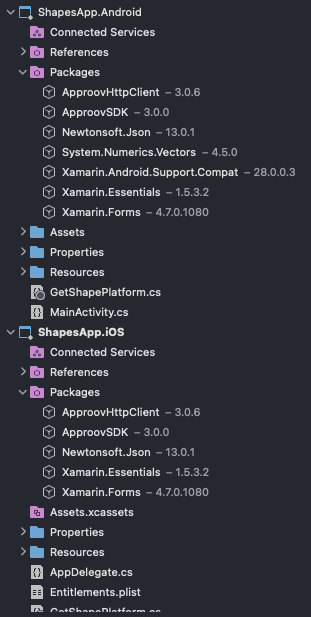 ShapesApp.Android
Connected Services
References
Packages
ApproovHttpClient – 3.0.6
ApproovSDK – 3.0.0
Newtonsoft.Json – 13.0.1
System.Numerics.Vectors – 4.5.0
Xamarin.Android.Support.Compat – 28.0.0.3
Xamarin.Essentials – 1.5.3.2
Xamarin.Forms – 4.7.0.1080
Assets
Properties
Resources
GetShapePlatform.cs
MainActivity.cs
ShapesApp.iOS
Connected Services
References
Packages
ApproovHttpClient – 3.0.6
ApproovSDK – 3.0.0
Newtonsoft.Json – 13.0.1
Xamarin.Essentials – 1.5.3.2
Xamarin.Forms – 4.7.0.1080
Assets.xcassets
Properties
Resources
AppDelegate.cs
Entitlements.plist
GetShapePlatform.cs